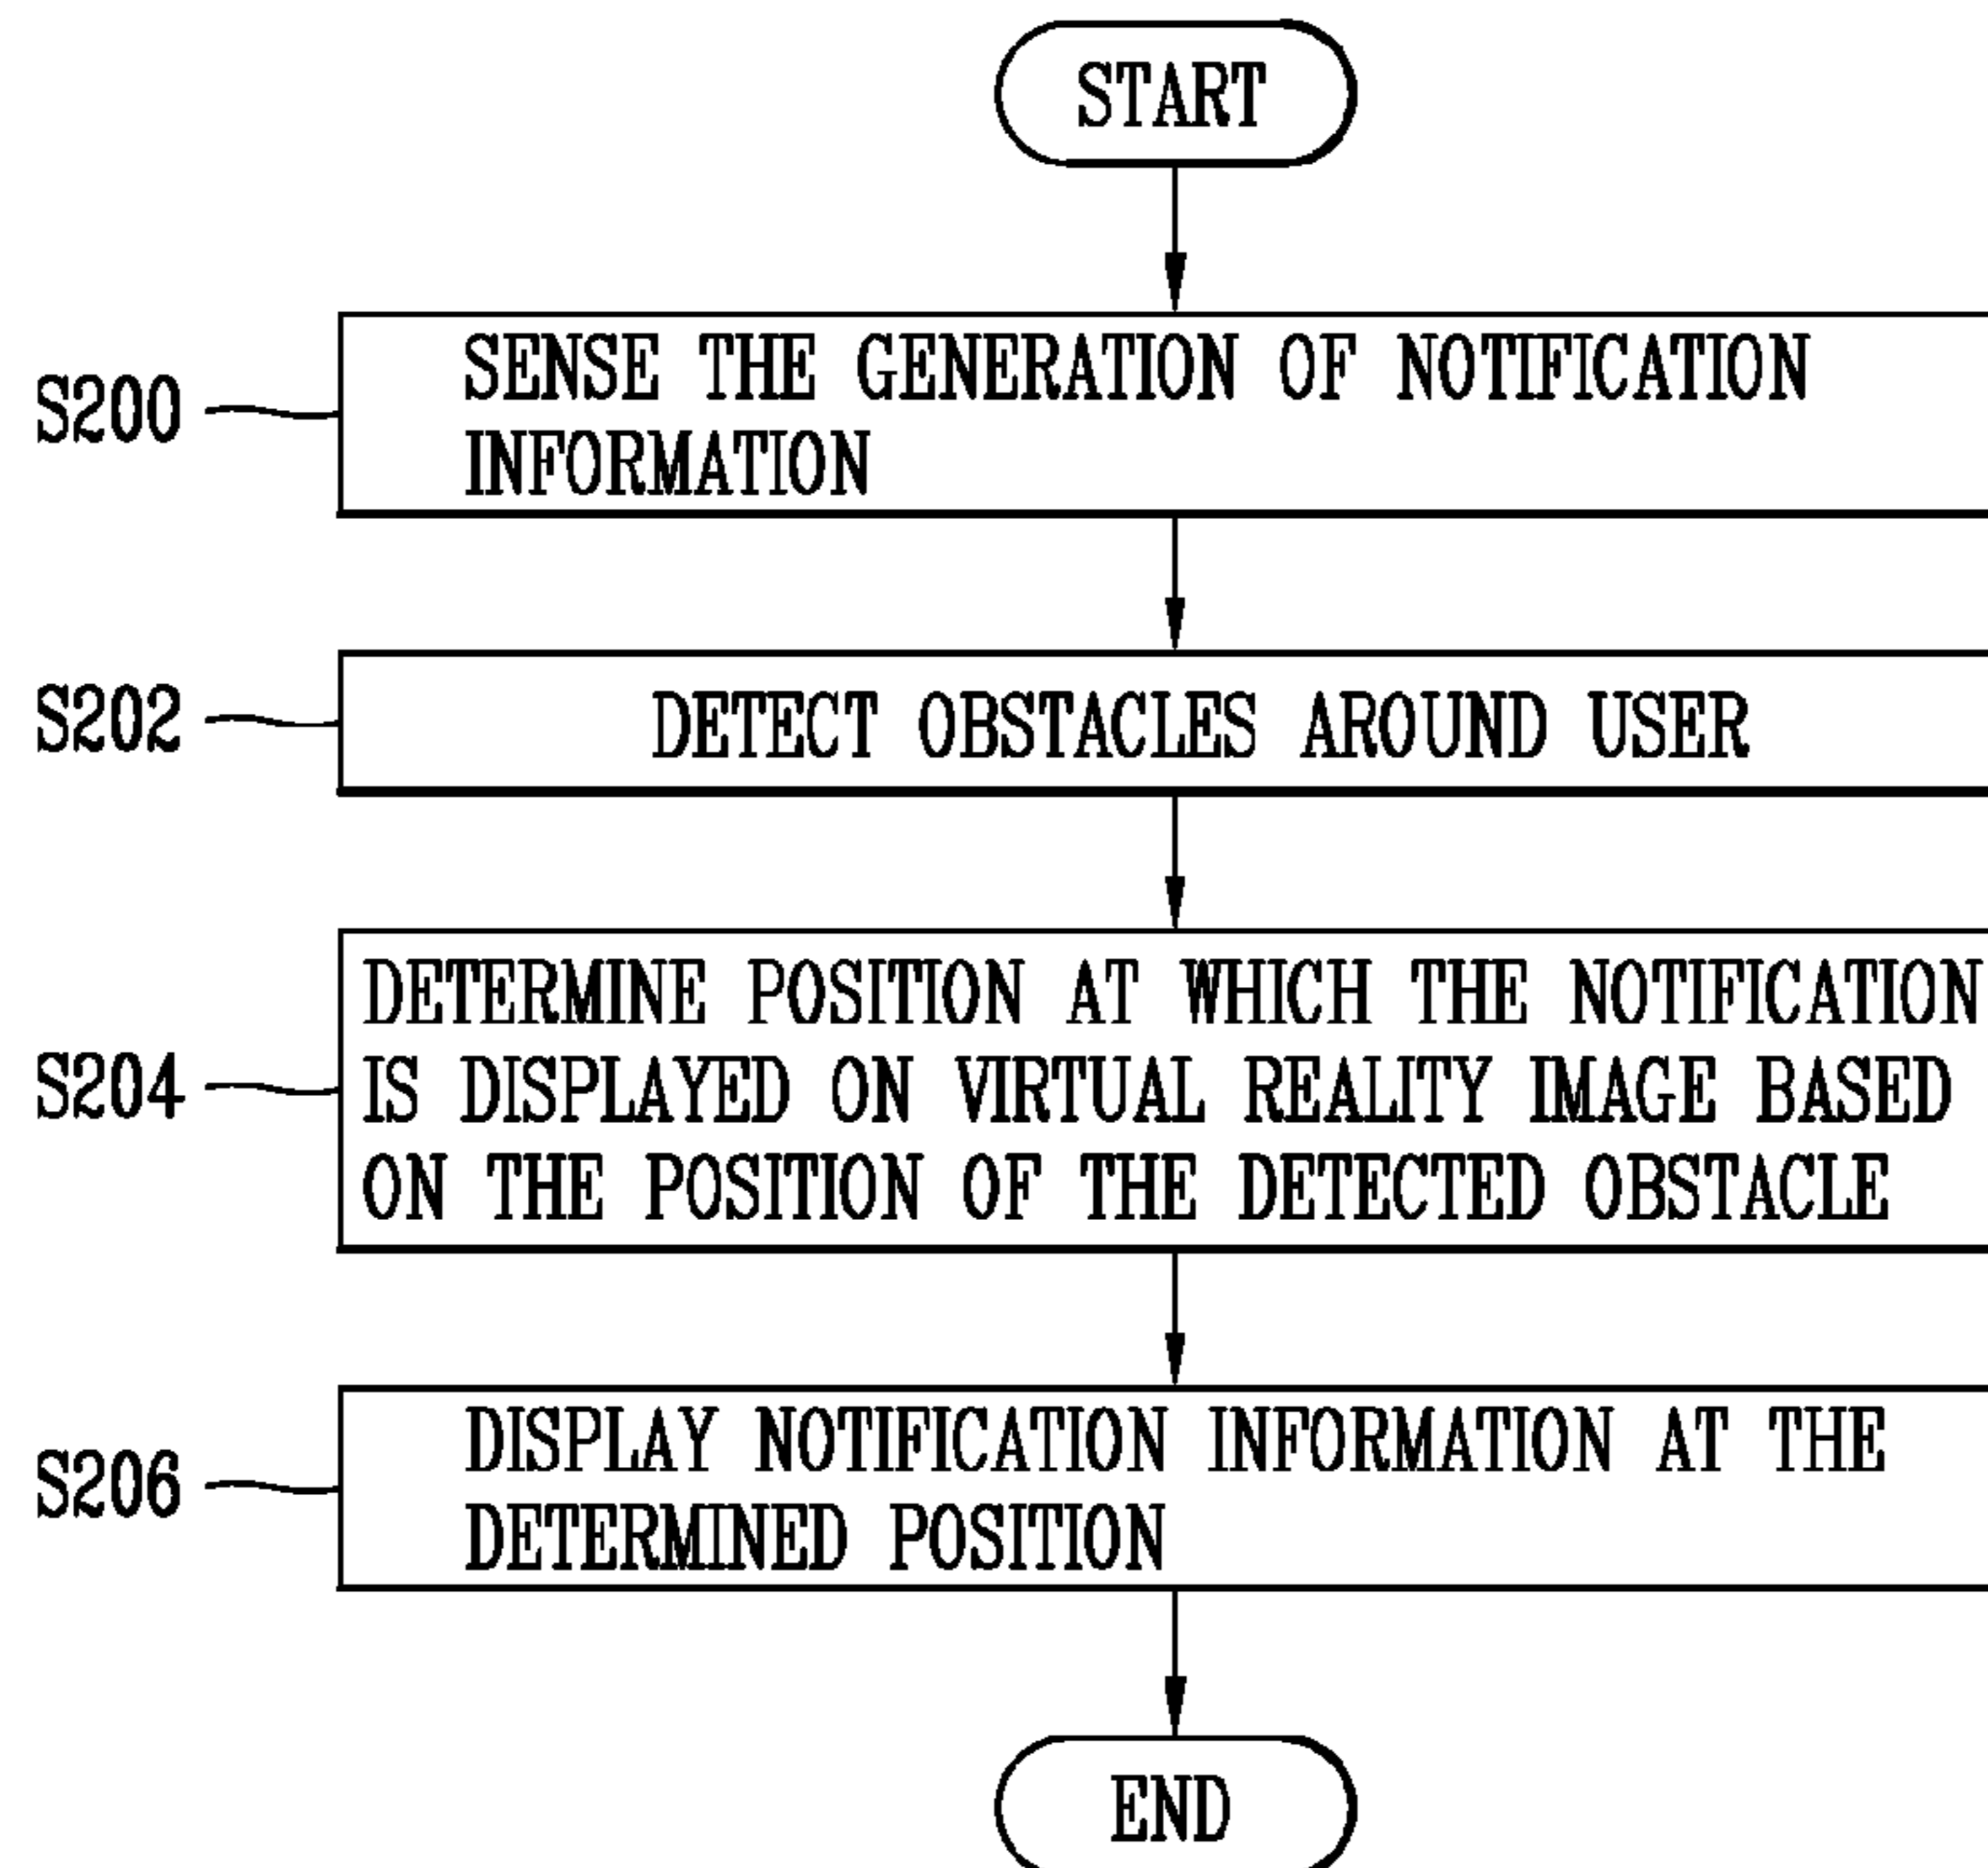 START
S200
SENSE THE GENERATION OF NOTIFICATION
INFORMATION
S202
DETECT OBSTACLES AROUND USER
S204
DETERMINE POSITION AT WHICH THE NOTIFICATION
IS DISPLAYED ON VIRTUAL REALITY IMAGE BASED
ON THE POSITION OF THE DETECTED OBSTACLE
S206
DISPLAY NOTIFICATION INFORMATION AT THE
DETERMINED POSITION
END